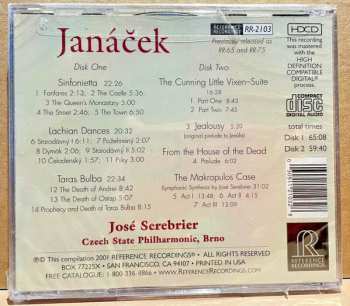 Janáček
REFERENCE RECORDINGS
RR-2103
Previously released as
RR-65 and RR-75
HDCD
This recording
was mastered
with the
HIGH
DEFINITION
COMPATIBLE
DIGITAL®
process.
COMPACT
disc
DIGITAL AUDIO
total times
Disk 1 65:08
Disk 2 59:40
Disk One
Sinfonietta 22:26
1 Fanfares 2:13 2 The Castle 5:36
3 The Queen's Monastery 5:00
4 The Street 2:46 5 The Town 6:50
Lachian Dances 20:32
6 Starodávný I 6:11 7 Požehnaný 2:07
8 Dymák 2:06 9 Starodávný II
10 Čeladenský 1:57 11 Pilky 3:00
Taras Bulba 22:34
12 The Death of Andrei 8:42
13 The Death of Ostap 5:11
14 Prophecy and Death of Taras Bulba 8:41
Disk Two
The Cunning Little Vixen—Suite
16:28
1 Part One 8:43
2 Part Two 7:45
3 Jealousy 5:29
(original prelude to Jenůfa)
From the House of the Dead
4 Prelude 6:02
The Makropulos Case
Symphonic Synthesis by José Serebrier 31:02
5 Act I 13:48 6 Act II 4:15
7 Act III 13:09
José Serebrier
Czech State Philharmonic, Brno
℗ © This compilation 2007 REFERENCE RECORDINGS® • ALL RIGHTS RESERVED
BOX 77225X • SAN FRANCISCO, CA 94107 • PRINTED IN USA
FREE CATALOGUE: 1 800 336-8866 • www.ReferenceRecordings.com
R
REFERENCE RECORDINGS